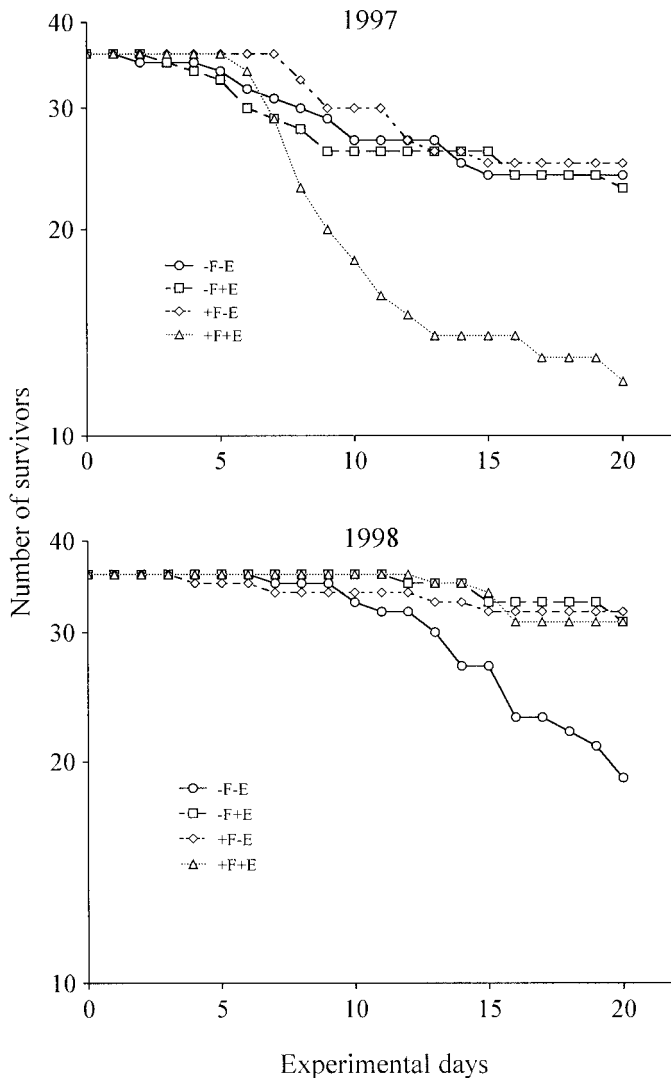 1997
40
30
20
10
-F-E
-F+E
+F-E
+F+E
0 5 10 15 20
Number of survivors
1998
40
30
20
10
-F-E
-F+E
+F-E
+F+E
0 5 10 15 20
Experimental days